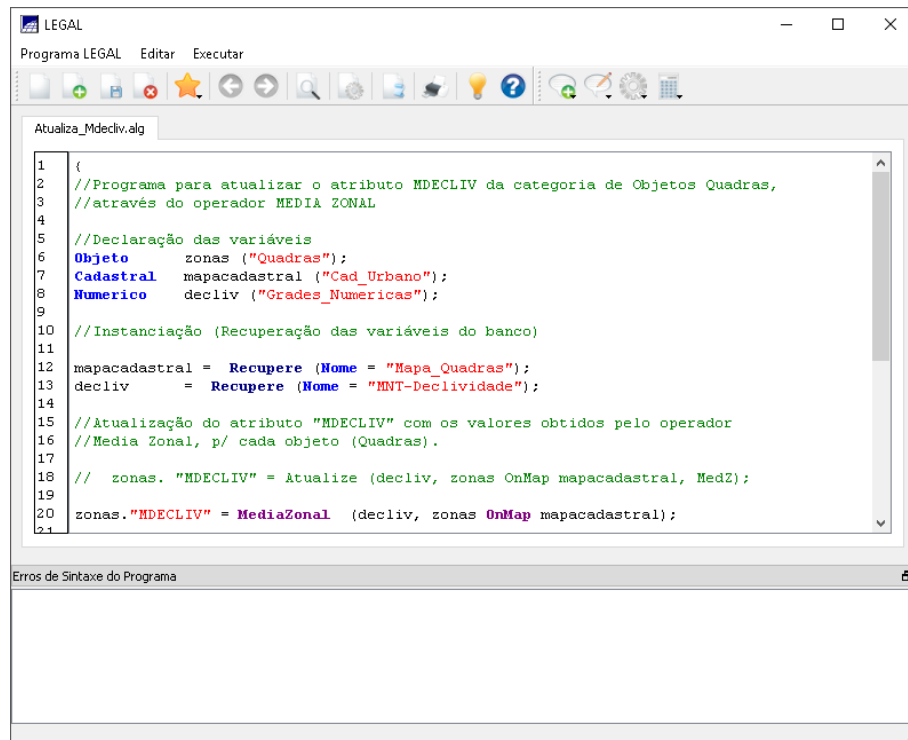 LEGAL
Programa LEGAL Editar Executar
Atualiza_Mdecliv.alg
1 {
2 //Programa para atualizar o atributo MDECLIV da categoria de Objetos Quadras,
3 //através do operador MEDIA ZONAL
4
5 //Declaração das variáveis
6 Objeto zonas ("Quadras");
7 Cadastral mapacadastral ("Cad_Urbano");
8 Numerico decliv ("Grades_Numericas");
9
10 //Instanciação (Recuperação das variáveis do banco)
11
12 mapacadastral = Recupere (Nome = "Mapa_Quadras");
13 decliv = Recupere (Nome = "MNT-Declividade");
14
15 //Atualização do atributo "MDECLIV" com os valores obtidos pelo operador
16 //Media Zonal, p/ cada objeto (Quadras).
17
18 // zonas. "MDECLIV" = Atualize (decliv, zonas OnMap mapacadastral, MedZ);
19
20 zonas."MDECLIV" = MediaZonal (decliv, zonas OnMap mapacadastral);
21
Erros de Sintaxe do Programa